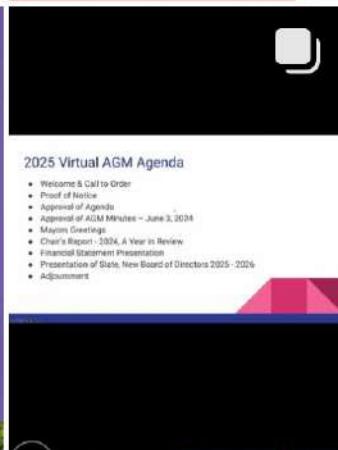 2025 Virtual AGM Agenda
Welcome & Call to Order
Proof of Notice
Approval of Agenda
Approval of AGM Minutes – June 3, 2024
Mayors Greetings
Chair's Report - 2024, A Year in Review
Financial Statement Presentation
Presentation of Slate, New Board of Directors 2025 - 2026
Adjournment